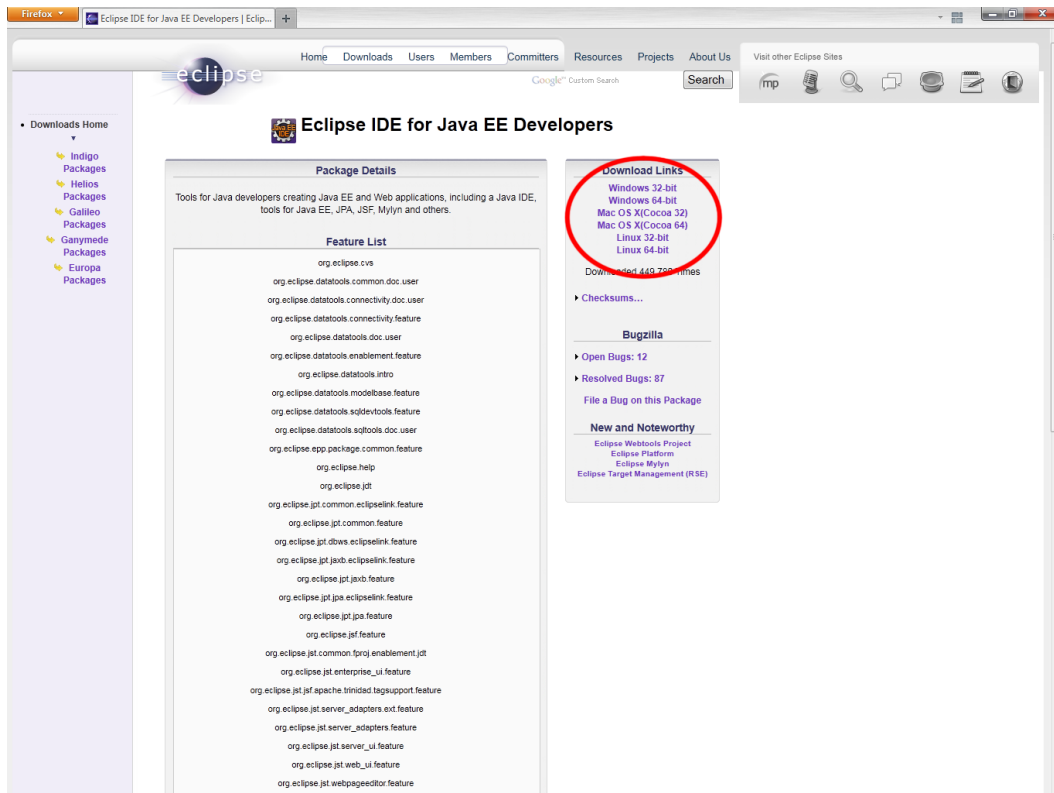 Firefox
Eclipse IDE for Java EE Developers | Eclip...
Home Downloads Users Members Committers Resources Projects About Us
Visit other Eclipse Sites
eclipse
Google™ Custom Search
Search
mp
Downloads Home
Indigo
Packages
Helios
Packages
Galileo
Packages
Ganymede
Packages
Europa
Packages
Java EE
IDE
Eclipse IDE for Java EE Developers
Package Details
Tools for Java developers creating Java EE and Web applications, including a Java IDE,
tools for Java EE, JPA, JSF, Mylyn and others.
Feature List
org.eclipse.cvs
org.eclipse.datatools.common.doc.user
org.eclipse.datatools.connectivity.doc.user
org.eclipse.datatools.connectivity.feature
org.eclipse.datatools.doc.user
org.eclipse.datatools.enablement.feature
org.eclipse.datatools.intro
org.eclipse.datatools.modelbase.feature
org.eclipse.datatools.sqldevtools.feature
org.eclipse.datatools.sqltools.doc.user
org.eclipse.epp.package.common.feature
org.eclipse.help
org.eclipse.jdt
org.eclipse.jpt.common.eclipselink.feature
org.eclipse.jpt.common.feature
org.eclipse.jpt.dbws.eclipselink.feature
org.eclipse.jpt.jaxb.eclipselink.feature
org.eclipse.jpt.jaxb.feature
org.eclipse.jpt.jpa.eclipselink.feature
org.eclipse.jpt.jpa.feature
org.eclipse.jsf.feature
org.eclipse.jst.common.fproj.enablement.jdt
org.eclipse.jst.enterprise_ui.feature
org.eclipse.jst.jsf.apache.trinidad.tagsupport.feature
org.eclipse.jst.server_adapters.ext.feature
org.eclipse.jst.server_adapters.feature
org.eclipse.jst.server_ui.feature
org.eclipse.jst.web_ui.feature
org.eclipse.jst.webpageeditor.feature
Download Links
Windows 32-bit
Windows 64-bit
Mac OS X(Cocoa 32)
Mac OS X(Cocoa 64)
Linux 32-bit
Linux 64-bit
Downloaded Times
Checksums...
Bugzilla
Open Bugs: 12
Resolved Bugs: 87
File a Bug on this Package
New and Noteworthy
Eclipse Webtools Project
Eclipse Platform
Eclipse Mylyn
Eclipse Target Management (RSE)